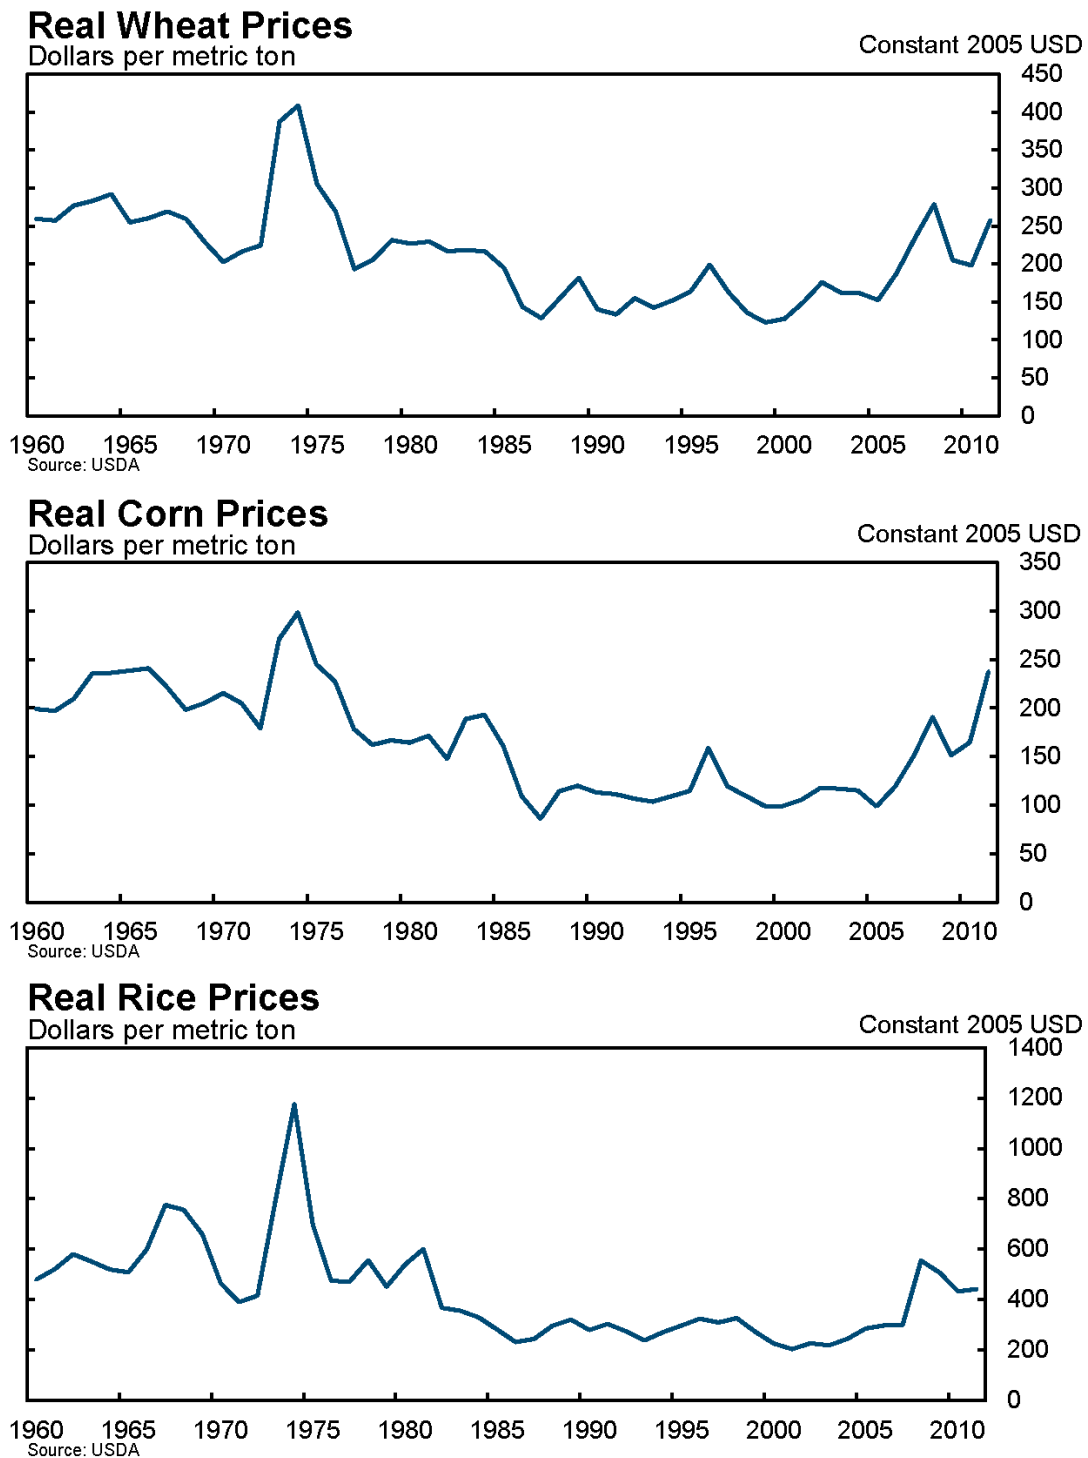 Real Wheat Prices
Dollars per metric ton
Constant 2005 USD
450
400
350
300
250
200
150
100
50
0
1960 1965 1970 1975 1980 1985 1990 1995 2000 2005 2010
Source: USDA
Real Corn Prices
Dollars per metric ton
Constant 2005 USD
350
300
250
200
150
100
50
0
1960 1965 1970 1975 1980 1985 1990 1995 2000 2005 2010
Source: USDA
Real Rice Prices
Dollars per metric ton
Constant 2005 USD
1400
1200
1000
800
600
400
200
0
1960 1965 1970 1975 1980 1985 1990 1995 2000 2005 2010
Source: USDA